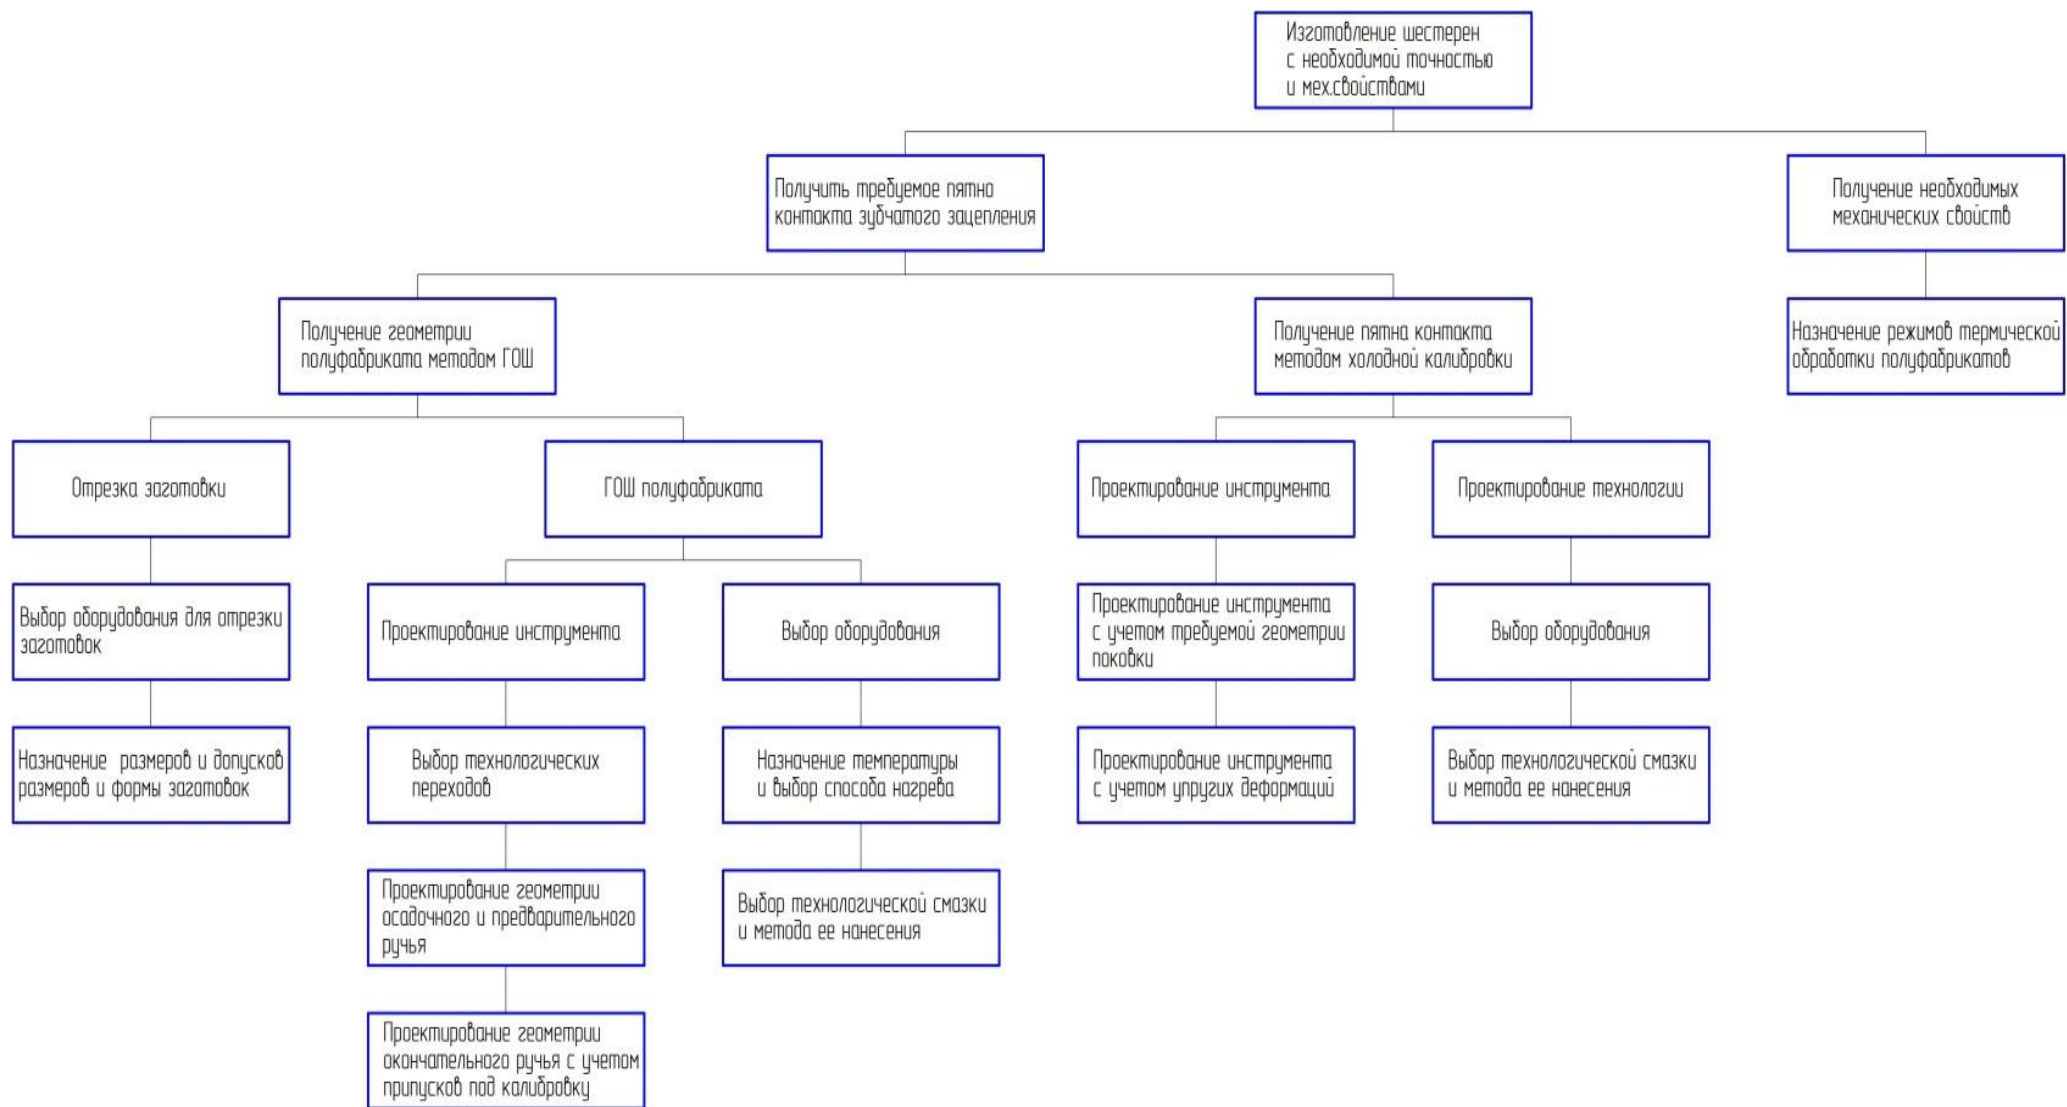 Изготовление шестерен
с необходимой точностью
и мех.свойствами
Получить требуемое пятно
контакта зубчатого зацепления
Получение необходимых
механических свойств
Получение геометрии
полуфабриката методом ГОШ
Получение пятна контакта
методом холодной калибровки
Назначение режимов термической
обработки полуфабрикатов
Отрезка заготовки
ГОШ полуфабриката
Проектирование инструмента
Проектирование технологии
Выбор оборудования для отрезки
заготовок
Проектирование инструмента
Выбор оборудования
Проектирование инструмента
с учетом требуемой геометрии
поковки
Выбор оборудования
Назначение размеров и допусков
размеров и формы заготовок
Выбор технологических
переходов
Назначение температуры
и выбор способа нагрева
Проектирование инструмента
с учетом упругих деформаций
Выбор технологической смазки
и метода ее нанесения
Проектирование геометрии
осадочного и предварительного
ручья
Выбор технологической смазки
и метода ее нанесения
Проектирование геометрии
окончательного ручья с учетом
припусков под калибровку